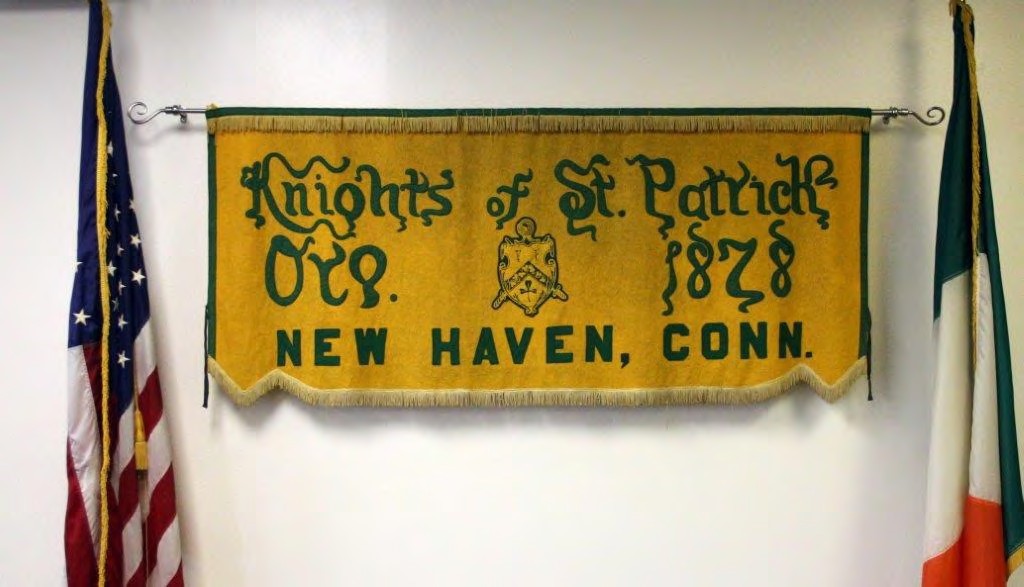 Knights of St. Patrick
Org. 1878
NEW HAVEN, CONN.